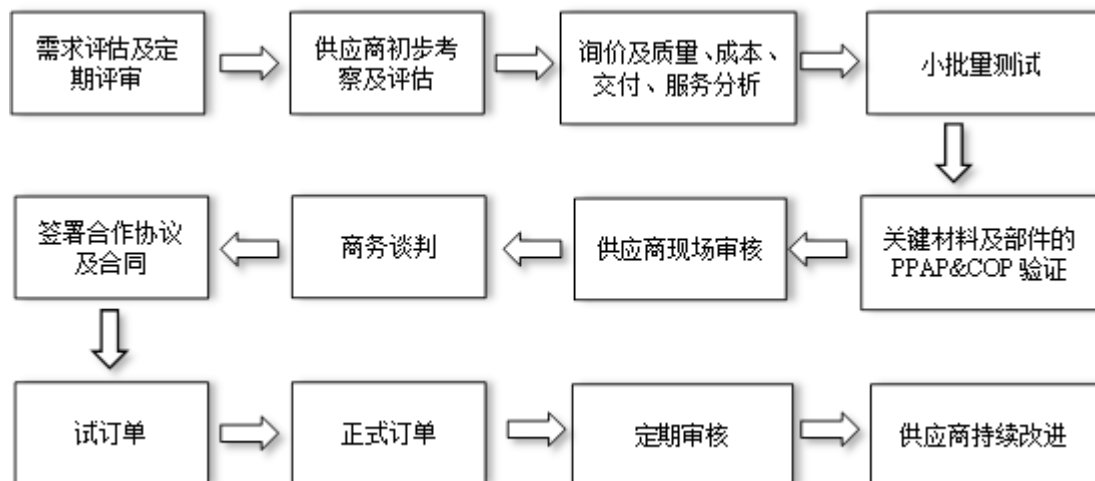 需求评估及定
期评审
供应商初步考
察及评估
询价及质量、成本、
交付、服务分析
小批量测试
关键材料及部件的
PPAP&COP 验证
供应商现场审核
商务谈判
签署合作协议
及合同
试订单
正式订单
定期审核
供应商持续改进